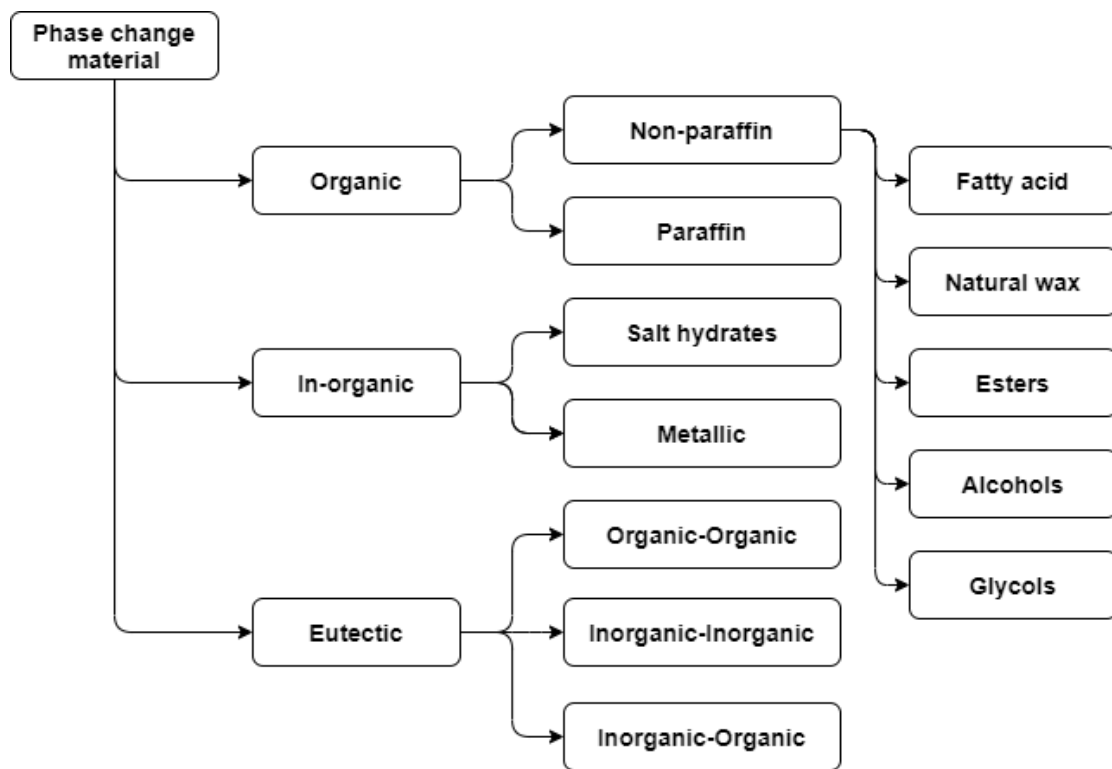 Phase change
material
Organic
Non-paraffin
Paraffin
Fatty acid
Natural wax
Esters
Alcohols
Glycols
In-organic
Salt hydrates
Metallic
Eutectic
Organic-Organic
Inorganic-Inorganic
Inorganic-Organic